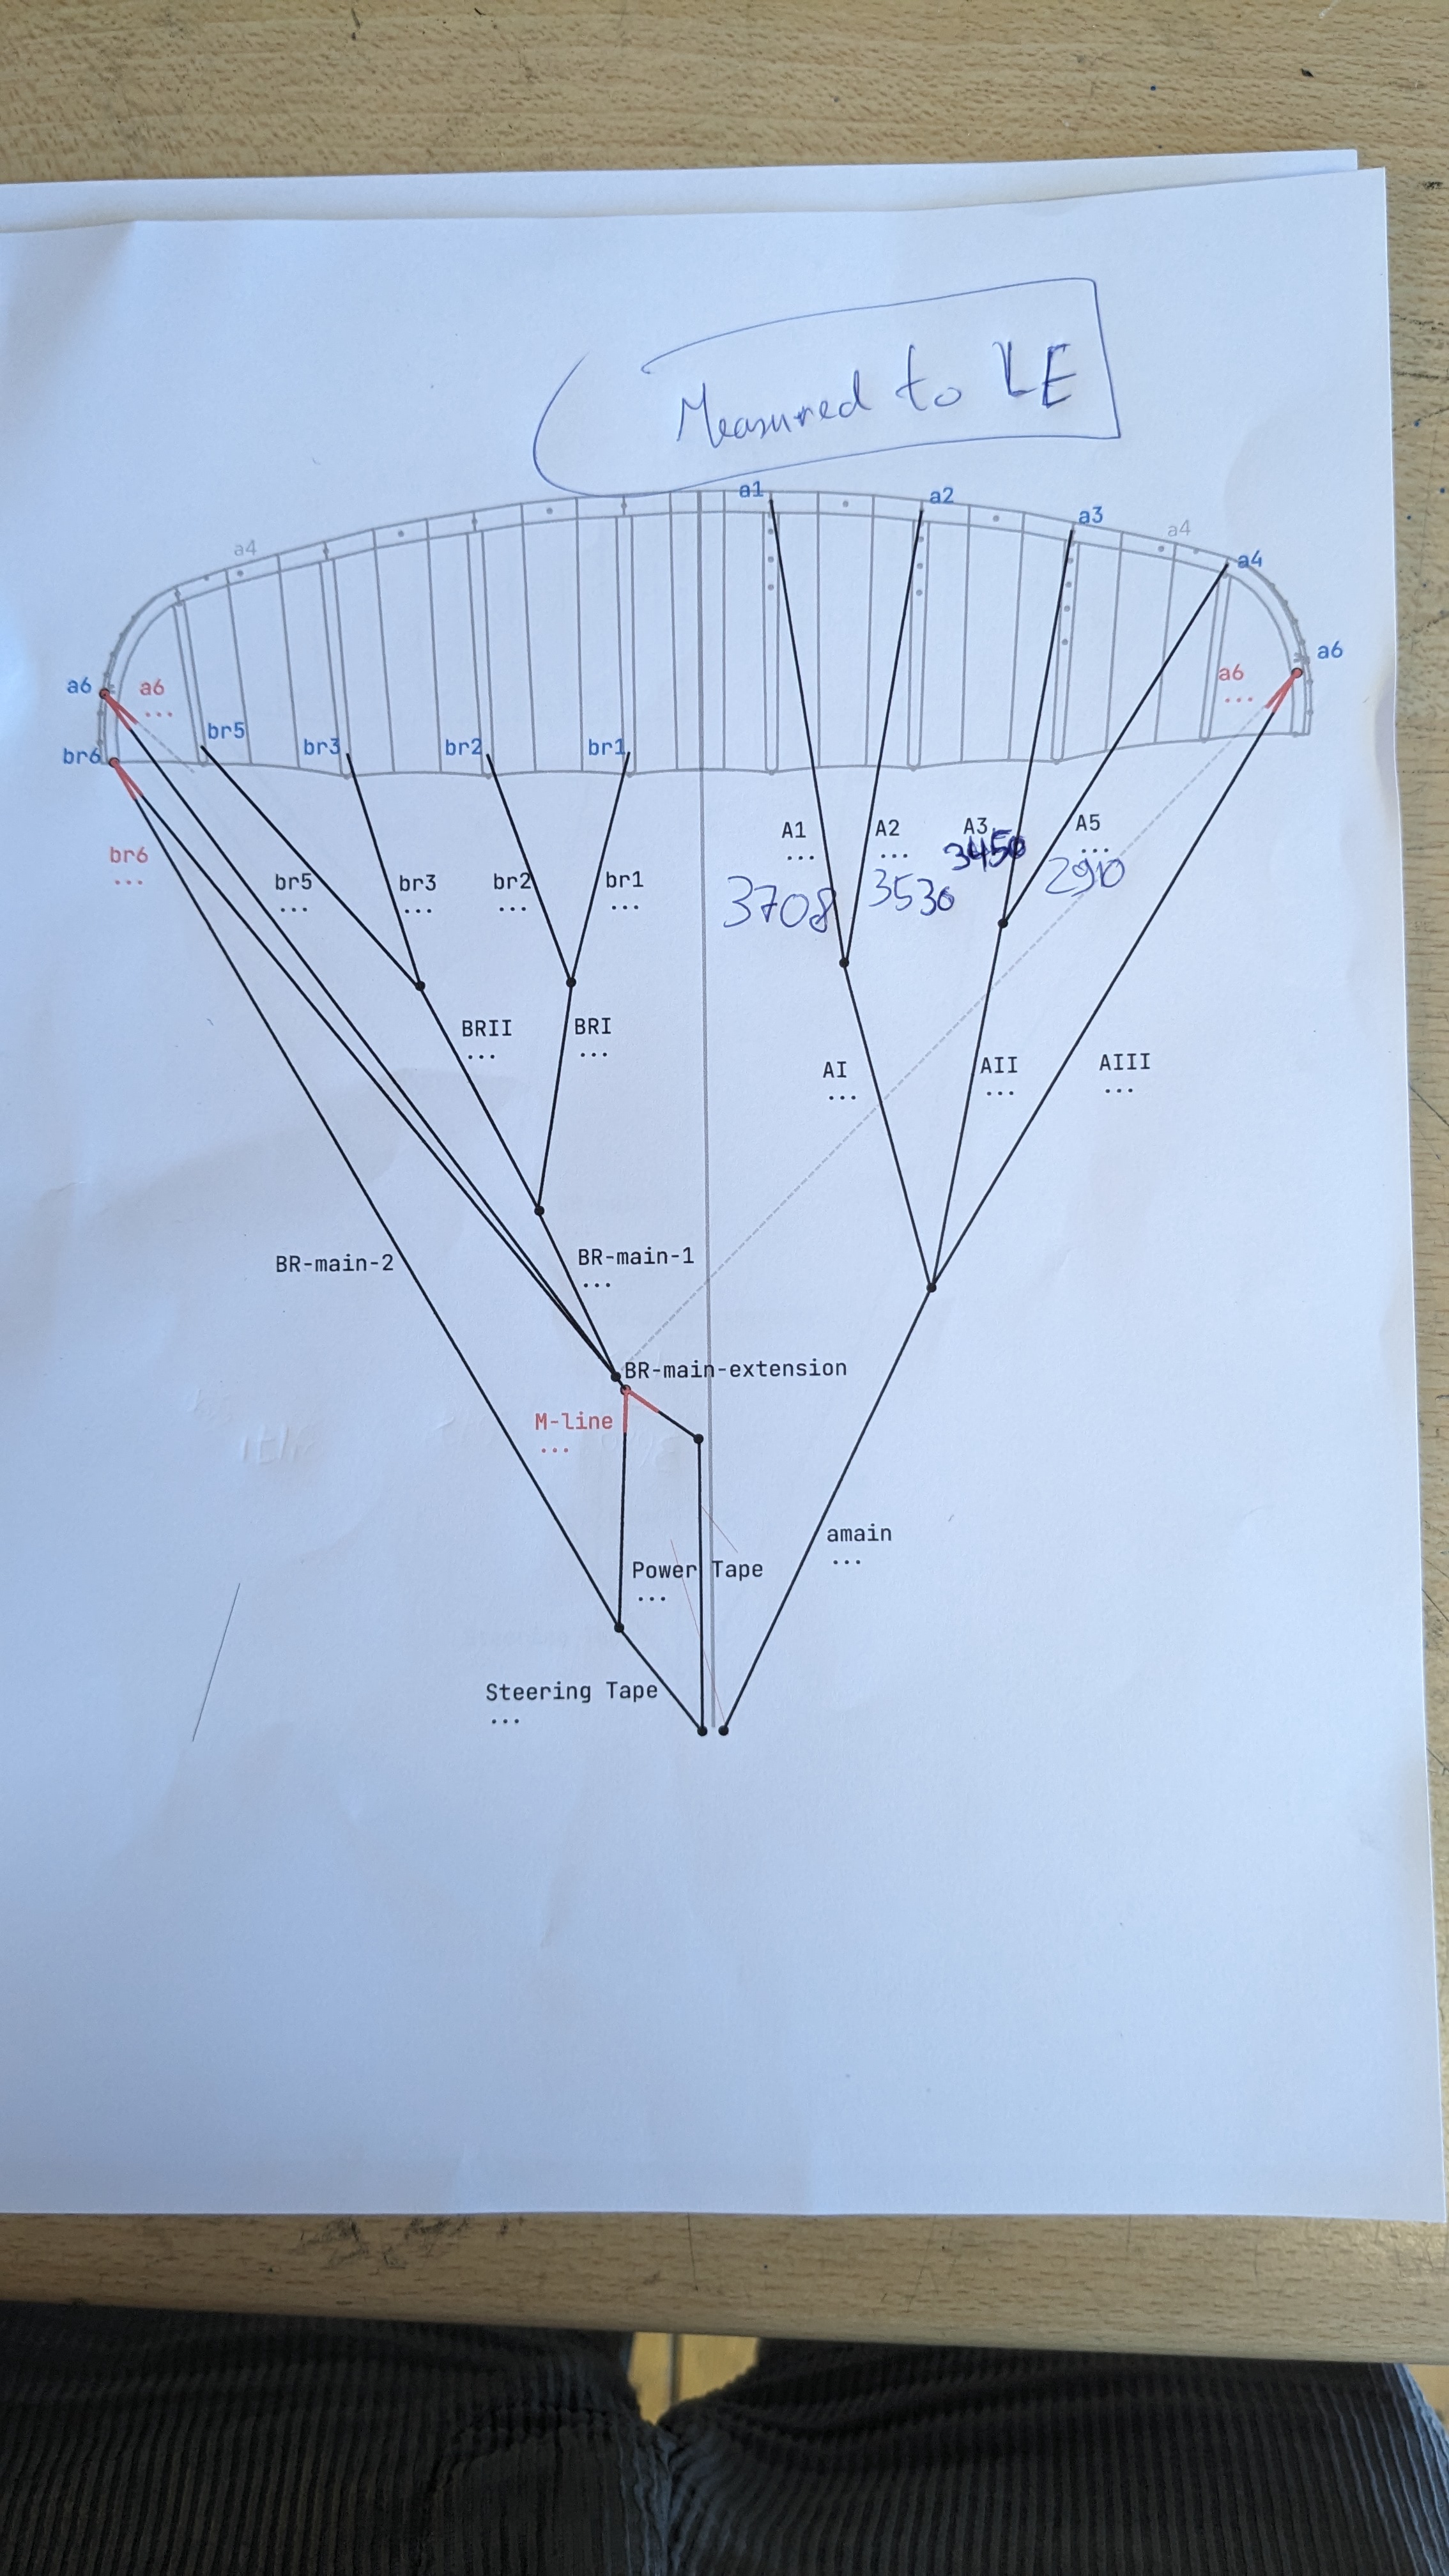 Measured to LE
a1
a2
a3
a4
a4
a4
a6
a6
a6
a6
...
...
br5
br3
br2
br1
br6
br6
...
br5
...
br3
...
br2
...
br1
...
A1
...
3708
A2
...
3530
A3
3450
A5
...
2910
BRII
...
BRI
...
AI
...
AII
...
AIII
...
BR-main-2
BR-main-1
...
BR-main-extension
M-line
...
amain
...
Power Tape
...
Steering Tape
...